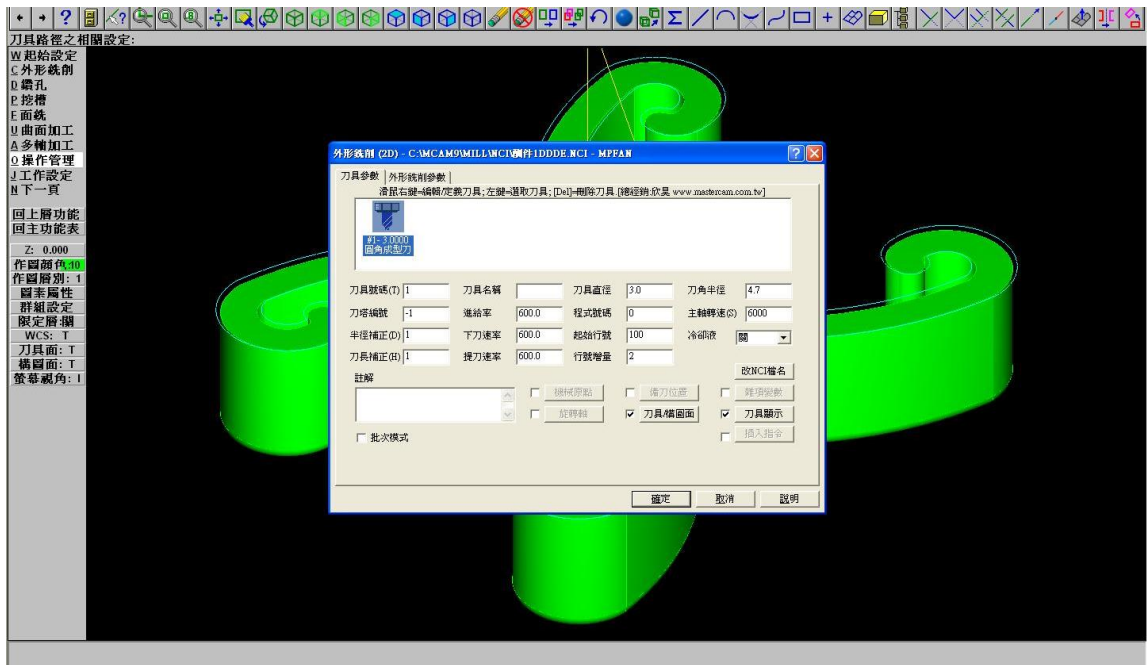 刀具路徑之相關設定:
W 起始設定
C 外形銑削
D 鑽孔
P 挖槽
F 面銑
U 曲面加工
A 多軸加工
O 操作管理
J 工作設定
N 下一頁
回上層功能
回主功能表
Z: 0.000
作圖顏色:10
作圖層別: 1
圖素屬性
群組設定
限定層:關
WCS: T
刀具面: T
構圖面: T
螢幕視角: I
外形銑削 (2D) - C:\MCAM9\MILL\NCI\酬件1DDDE.NCI - MPFAN
刀具參數 外形銑削參數
滑鼠右鍵=編輯/定義刀具; 左鍵=選取刀具; [Del]=刪除刀具 [總經銷:欣昊 www.mastercam.com.tw]
#1- 3.0000
圓角成型刀
刀具號碼(T) 1 刀具名稱 刀具直徑 3.0 刀角半徑 4.7
刀塔編號 -1 進給率 600.0 程式號碼 0 主軸轉速(S) 6000
半徑補正(D) 1 下刀速率 600.0 起始行號 100 冷卻液 關
刀長補正(H) 1 提刀速率 600.0 行號增量 2
改NCI檔名
註解
機械原點 備刀位置 雜項變數
旋轉軸 刀具/構圖面 刀具顯示
批次模式 插入指令
確定 取消 說明